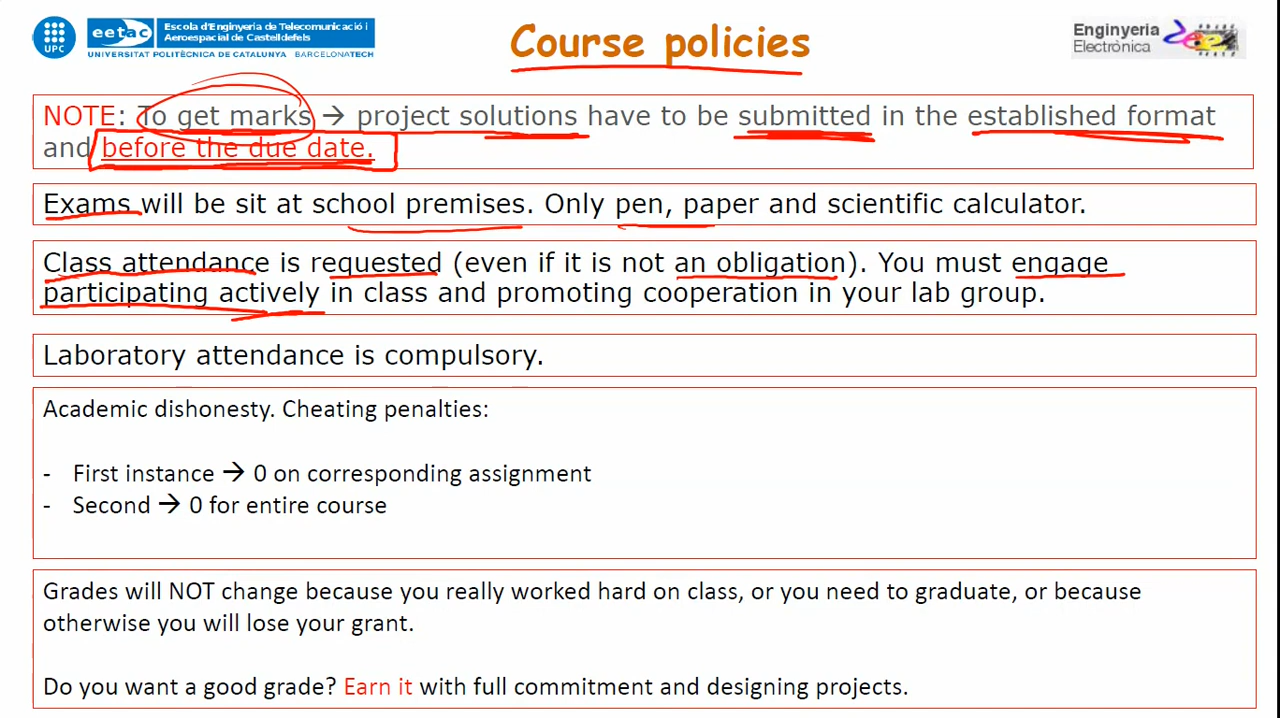 UPC
eetac
Escola d'Enginyeria de Telecomunicació i
Aeroespacial de Castelldefels
UNIVERSITAT POLITÈCNICA DE CATALUNYA BARCELONATECH
Course policies
Enginyeria
Electrònica
NOTE: To get marks → project solutions have to be submitted in the established format
and before the due date.
Exams will be sit at school premises. Only pen, paper and scientific calculator.
Class attendance is requested (even if it is not an obligation). You must engage
participating actively in class and promoting cooperation in your lab group.
Laboratory attendance is compulsory.
Academic dishonesty. Cheating penalties:
- First instance → 0 on corresponding assignment
- Second → 0 for entire course
Grades will NOT change because you really worked hard on class, or you need to graduate, or because
otherwise you will lose your grant.
Do you want a good grade? Earn it with full commitment and designing projects.